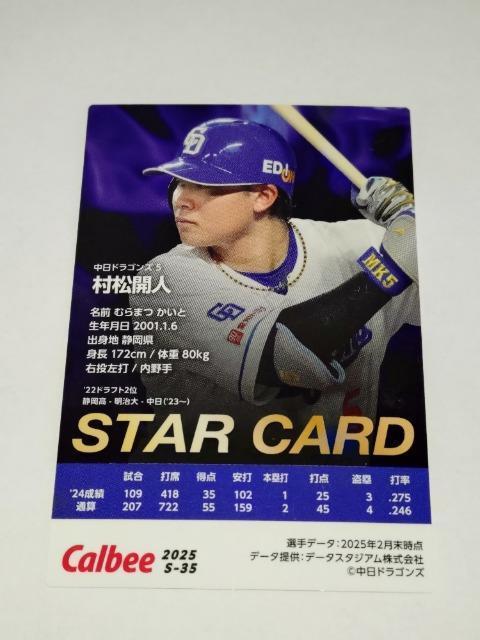 CD
EDION
MK5
中日ドラゴンズ 5
村松開人
名前 むらまつ かいと
生年月日 2001.1.6
出身地 静岡県
身長 172cm / 体重 80kg
右投左打 / 内野手
'22ドラフト2位
静岡高 - 明治大 - 中日('23~)
STAR CARD
試合 打席 得点 安打 本塁打 打点 盗塁 打率
'24成績 109 418 35 102 1 25 3 .275
通算 207 722 55 159 2 45 4 .246
Calbee 2025
S-35
選手データ:2025年2月末時点
データ提供:データスタジアム株式会社
©中日ドラゴンズ